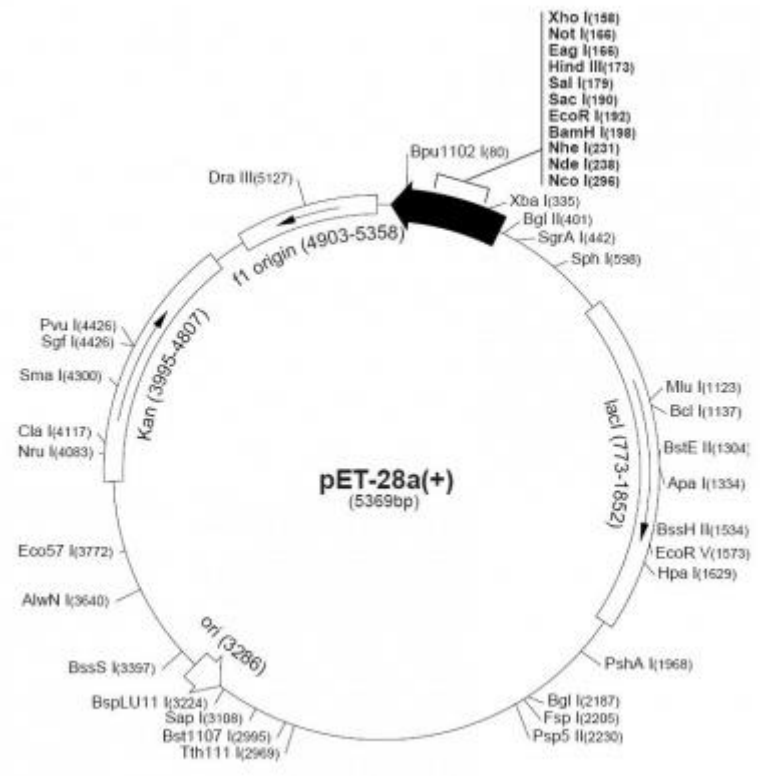 Xho I(158)
Not I(166)
Eag I(166)
Hind III(173)
Sal I(179)
Sac I(190)
EcoR I(192)
BamH I(198)
Nhe I(231)
Nde I(238)
Nco I(296)
Bpu1102 I(80)
Dra III(5127)
Xba I(335)
Bgl II(401)
SgrA I(442)
Sph I(598)
f1 origin (4903-5358)
Pvu I(4426)
Sgf I(4426)
Sma I(4300)
Kan (3995-4807)
Cla I(4117)
Nru I(4083)
Mlu I(1123)
Bcl I(1137)
BstE II(1304)
Apa I(1334)
lacI (773-1852)
BssH II(1534)
EcoR V(1573)
Hpa I(1629)
pET-28a(+)
(5369bp)
Eco57 I(3772)
AlwN I(3640)
ori (3286)
BssS I(3397)
BspLU11 I(3224)
Sap I(3108)
Bst1107 I(2995)
Tth111 I(2969)
PshA I(1968)
Bgl I(2187)
Fsp I(2205)
Psp5 II(2230)